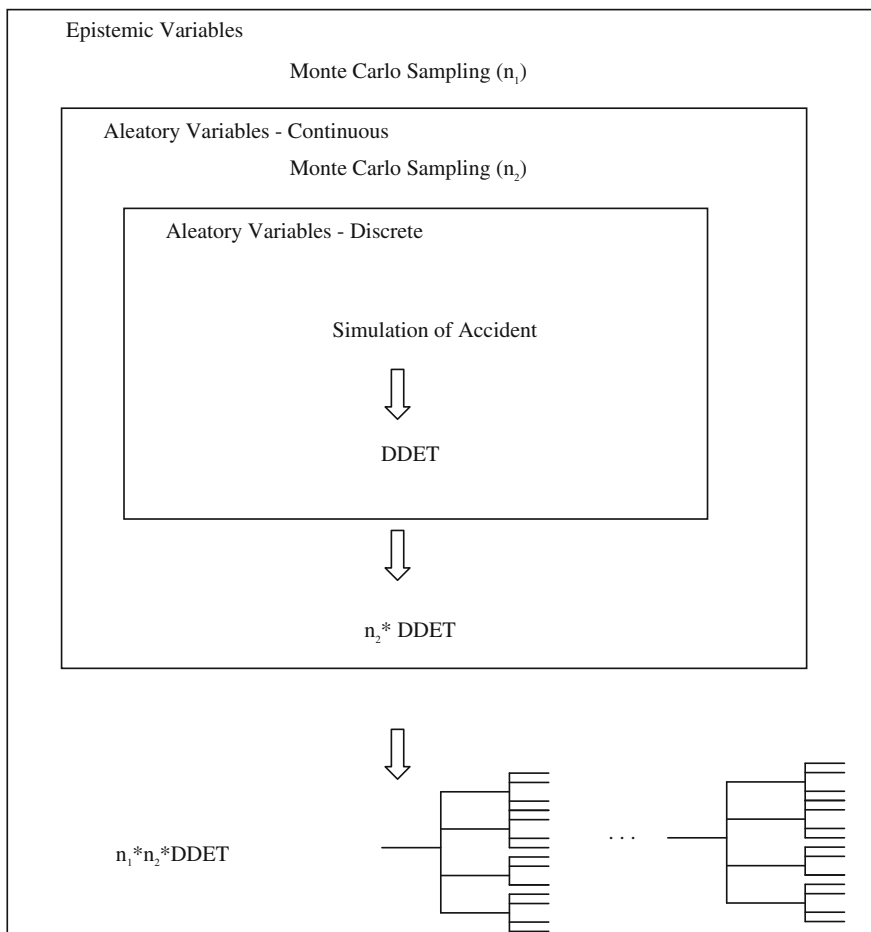 Epistemic Variables
Monte Carlo Sampling (n₁)
Aleatory Variables - Continuous
Monte Carlo Sampling (n₂)
Aleatory Variables - Discrete
Simulation of Accident
DDET
n₂* DDET
n₁*n₂*DDET
. . .